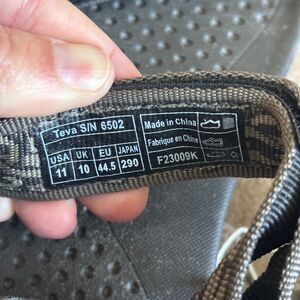 Teva S/N 6502
USA UK EU JAPAN
11 10 44.5 290
Made in China
Fabriqué en Chine
F23009K